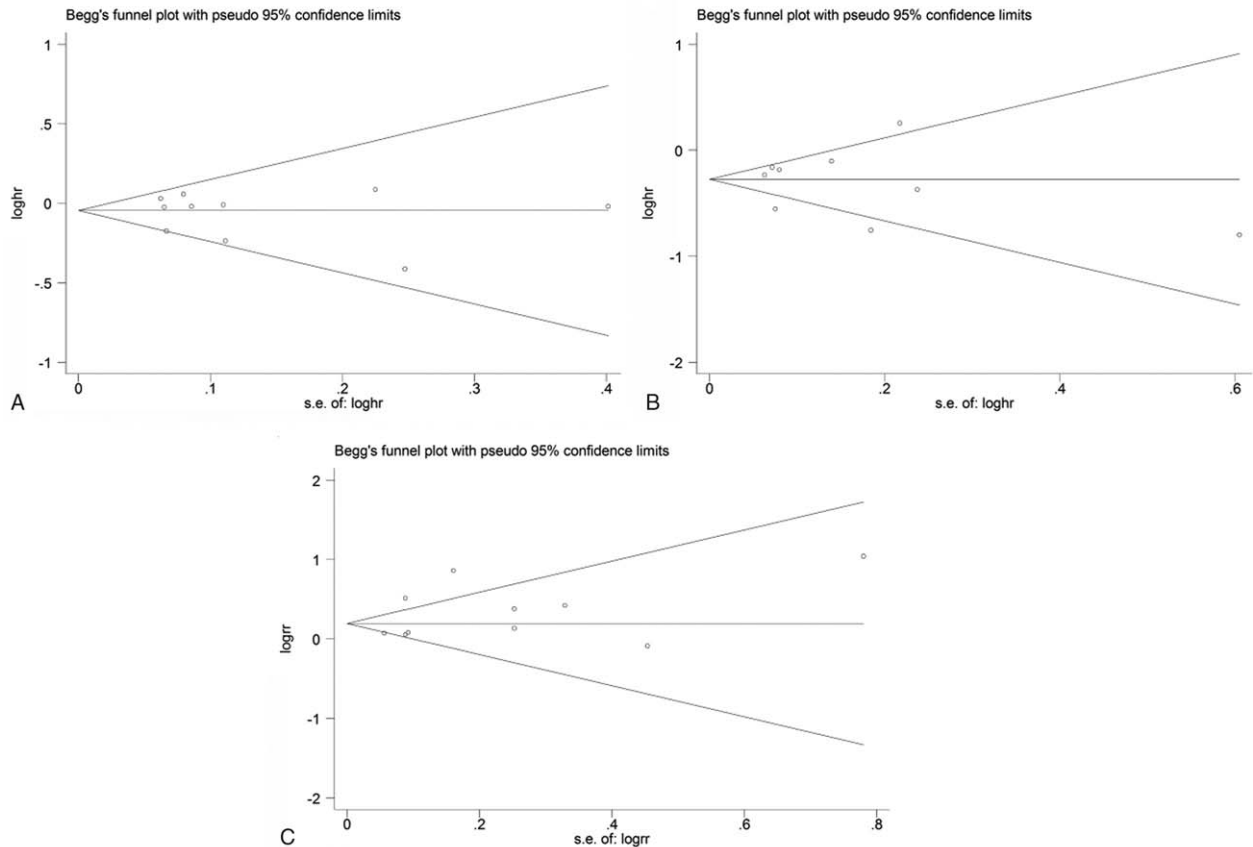 Begg's funnel plot with pseudo 95% confidence limits
1
.5
0
-.5
-1
loghr
0
.1
.2
.3
.4
s.e. of: loghr
A
Begg's funnel plot with pseudo 95% confidence limits
1
0
-1
-2
loghr
0
.2
.4
.6
s.e. of: loghr
B
Begg's funnel plot with pseudo 95% confidence limits
2
1
0
-1
-2
logrr
0
.2
.4
.6
.8
s.e. of: logrr
C